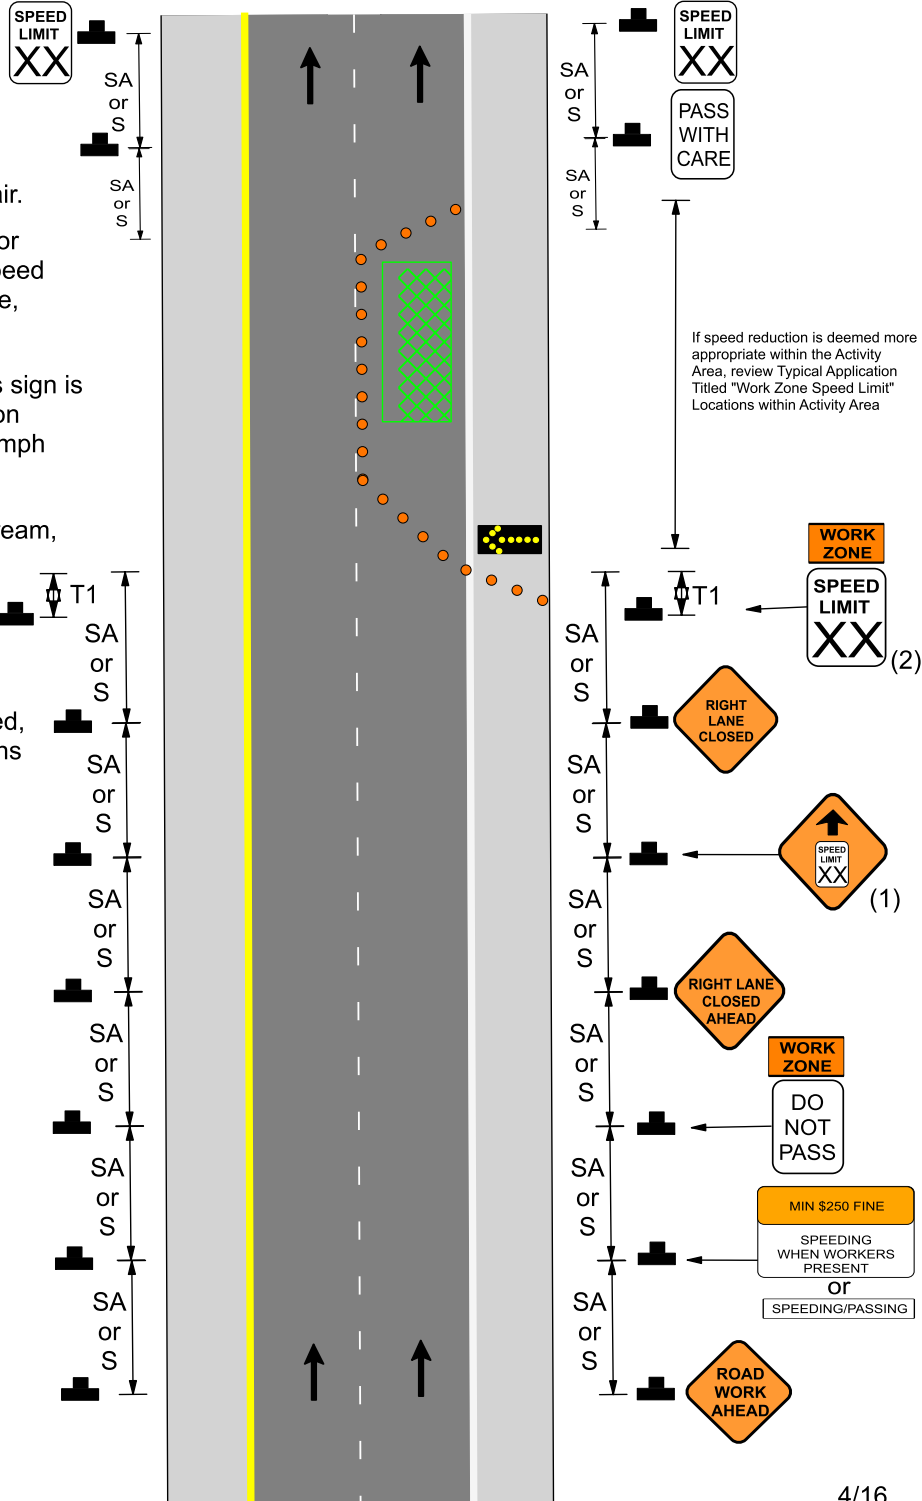 SPEED
LIMIT
XX
SA
or
S
SA
or
S
SPEED
LIMIT
XX
SA
or
S
PASS
WITH
CARE
SA
or
S
air.
or
peed
e,
s sign is
on
mph
ream,
If speed reduction is deemed more
appropriate within the Activity
Area, review Typical Application
Titled "Work Zone Speed Limit"
Locations within Activity Area
WORK
ZONE
SPEED
LIMIT
XX
(2)
T1
T1
SA
or
S
SA
or
S
ed,
ns
RIGHT
LANE
CLOSED
SA
or
S
SA
or
S
SPEED
LIMIT
XX
(1)
SA
or
S
SA
or
S
RIGHT LANE
CLOSED
AHEAD
SA
or
S
SA
or
S
WORK
ZONE
DO
NOT
PASS
SA
or
S
SA
or
S
MIN $250 FINE
SPEEDING
WHEN WORKERS
PRESENT
or
SPEEDING/PASSING
SA
or
S
SA
or
S
ROAD
WORK
AHEAD
4/16